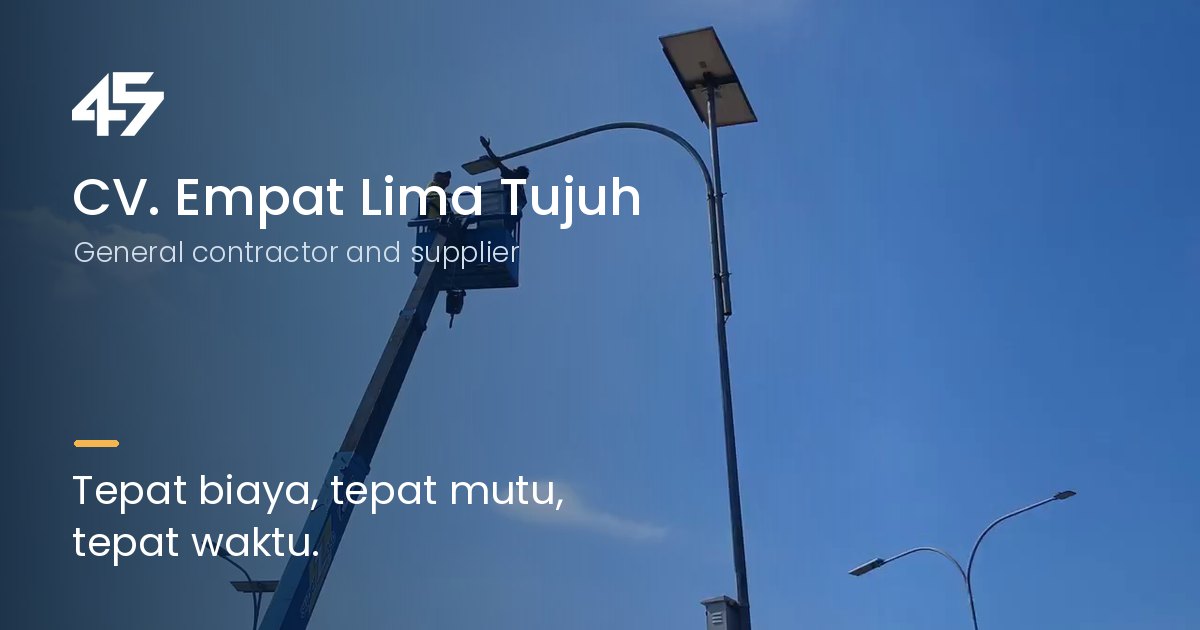 457
CV. Empat Lima Tujuh
General contractor and supplier
Tepat biaya, tepat mutu,
tepat waktu.